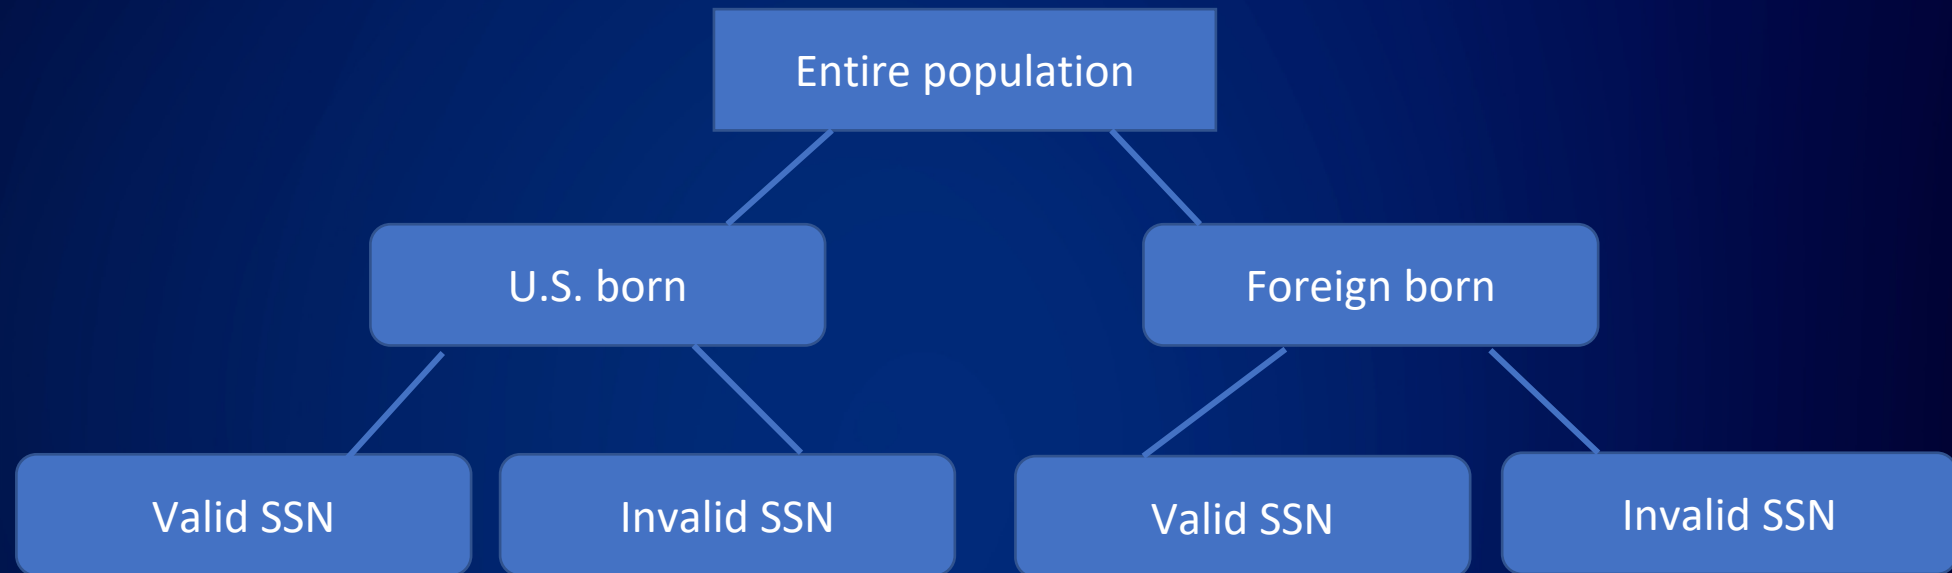 Entire population
U.S. born
Foreign born
Valid SSN
Invalid SSN
Valid SSN
Invalid SSN